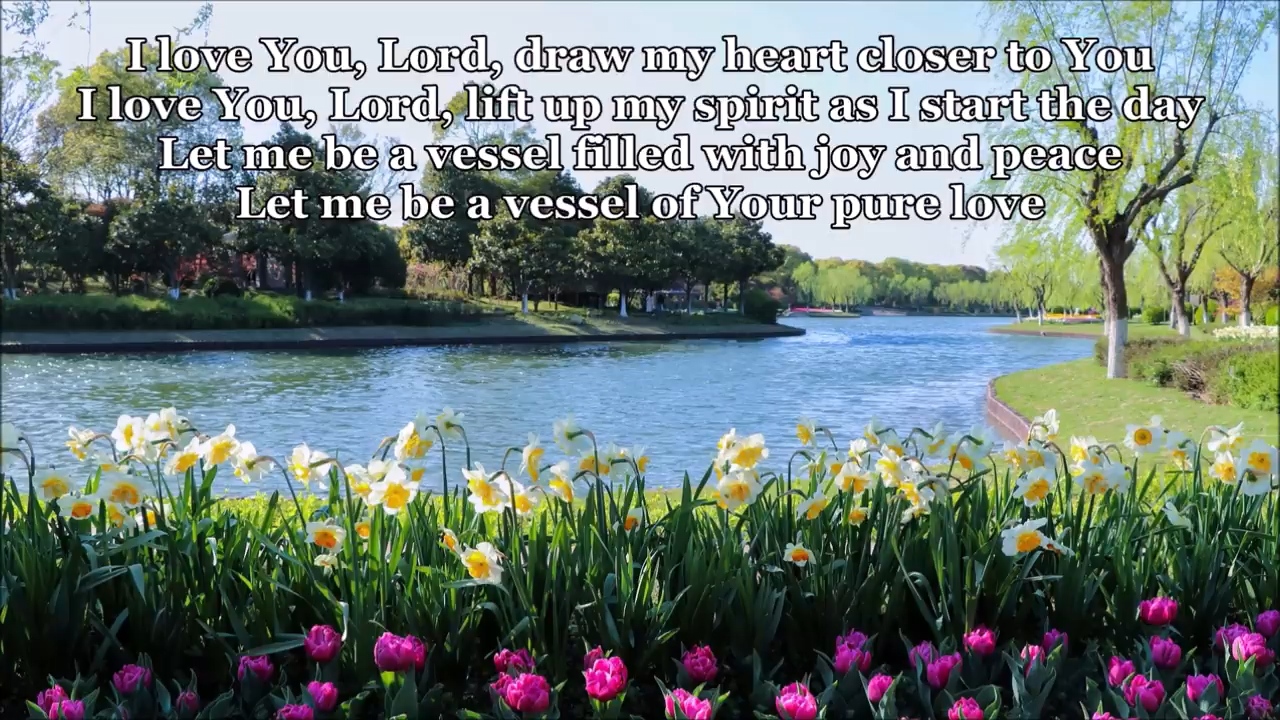 I love You, Lord, draw my heart closer to You
I love You, Lord, lift up my spirit as I start the day
Let me be a vessel filled with joy and peace
Let me be a vessel of Your pure love